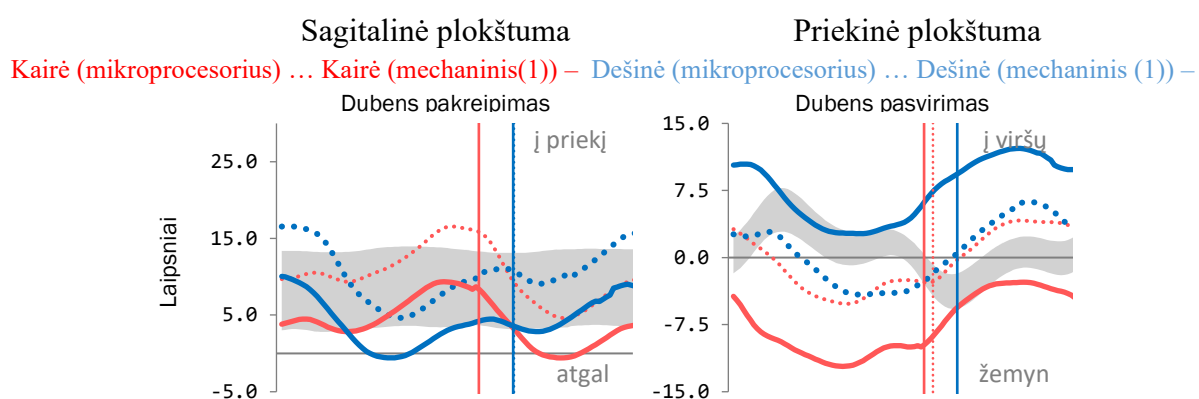 Sagitalinė plokštuma
Priekinė plokštuma
Kairė (mikroprocesorius) … Kairė (mechaninis(1)) – Dešinė (mikroprocesorius) … Dešinė (mechaninis (1)) –
Dubens pakreipimas
Dubens pasvirimas
į priekį
į viršų
25.0
15.0
5.0
-5.0
Laipsniai
atgal
15.0
7.5
0.0
-7.5
-15.0
žemyn